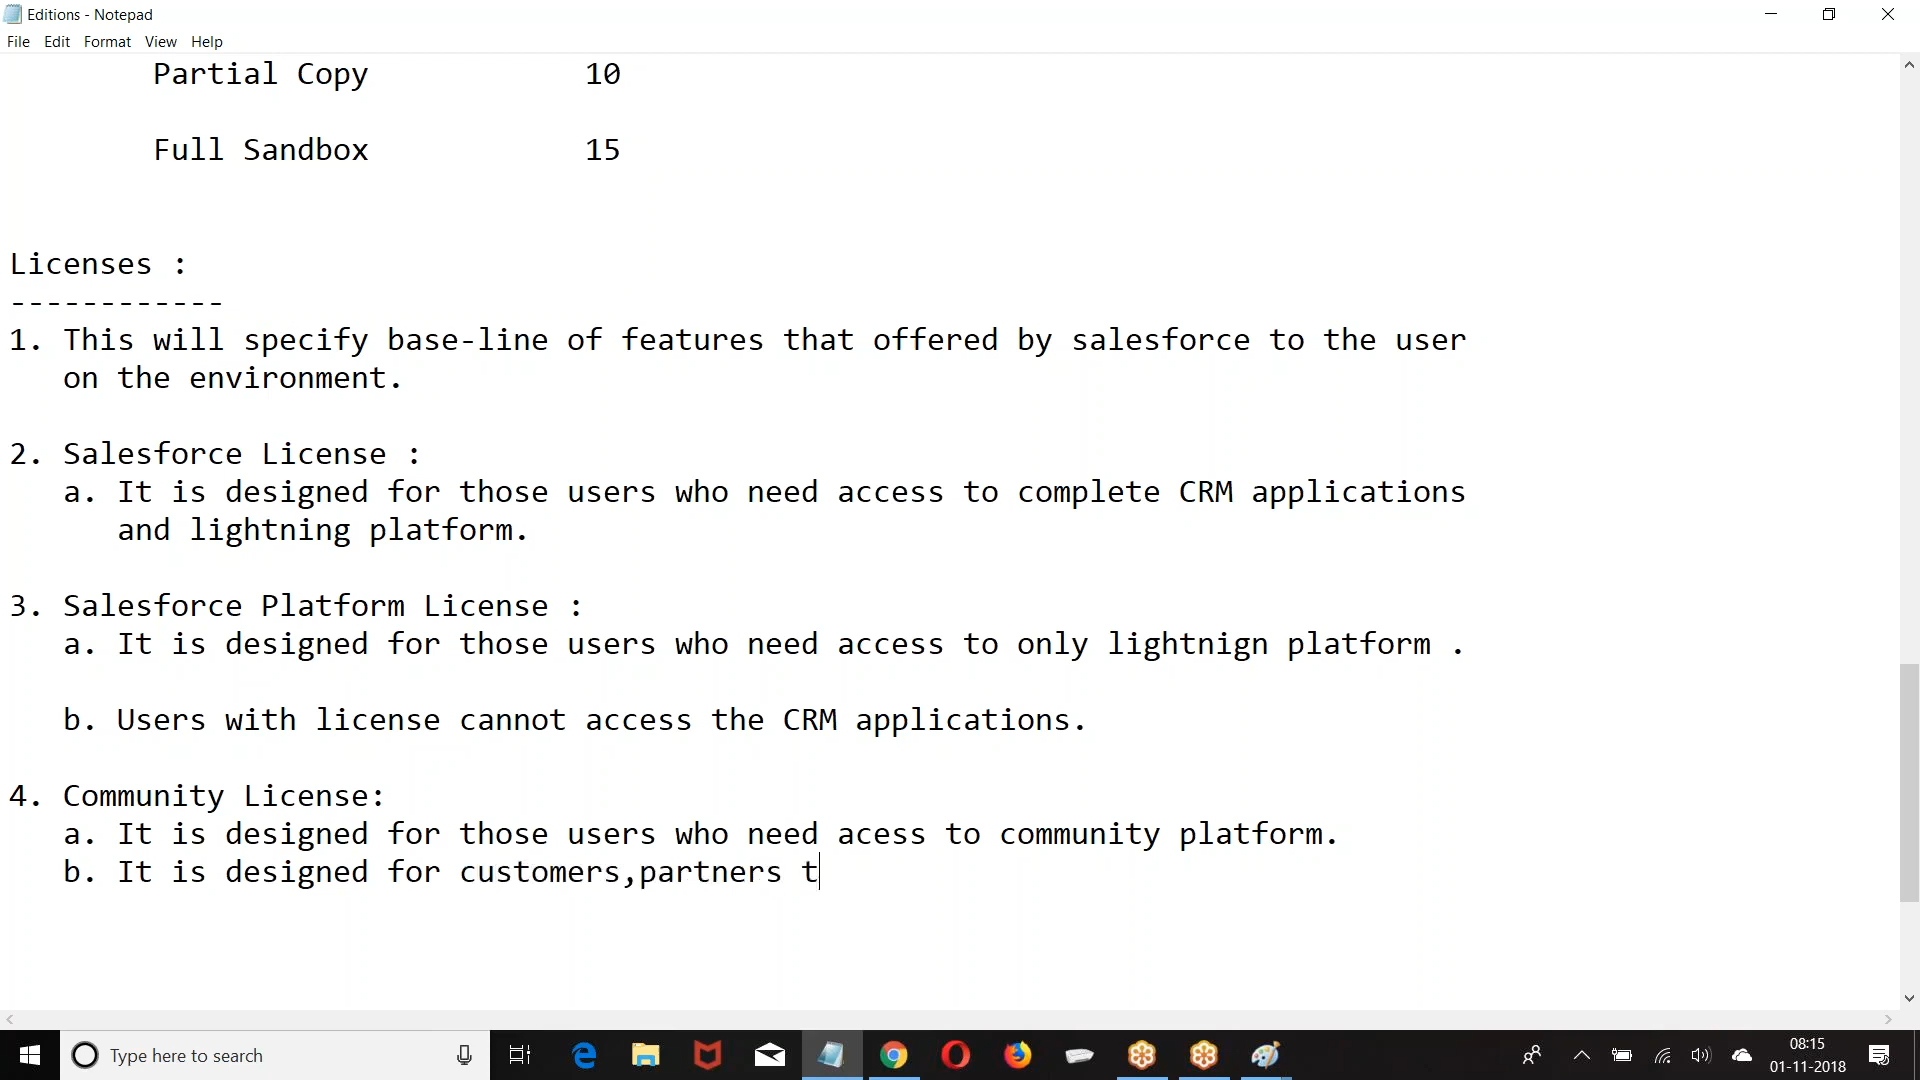 Editions - Notepad
File Edit Format View Help
Partial Copy 10
Full Sandbox 15
Licenses :
------------
1. This will specify base-line of features that offered by salesforce to the user
on the environment.
2. Salesforce License :
a. It is designed for those users who need access to complete CRM applications
and lightning platform.
3. Salesforce Platform License :
a. It is designed for those users who need access to only lightnign platform .
b. Users with license cannot access the CRM applications.
4. Community License:
a. It is designed for those users who need acess to community platform.
b. It is designed for customers,partners t
Type here to search
08:15
01-11-2018